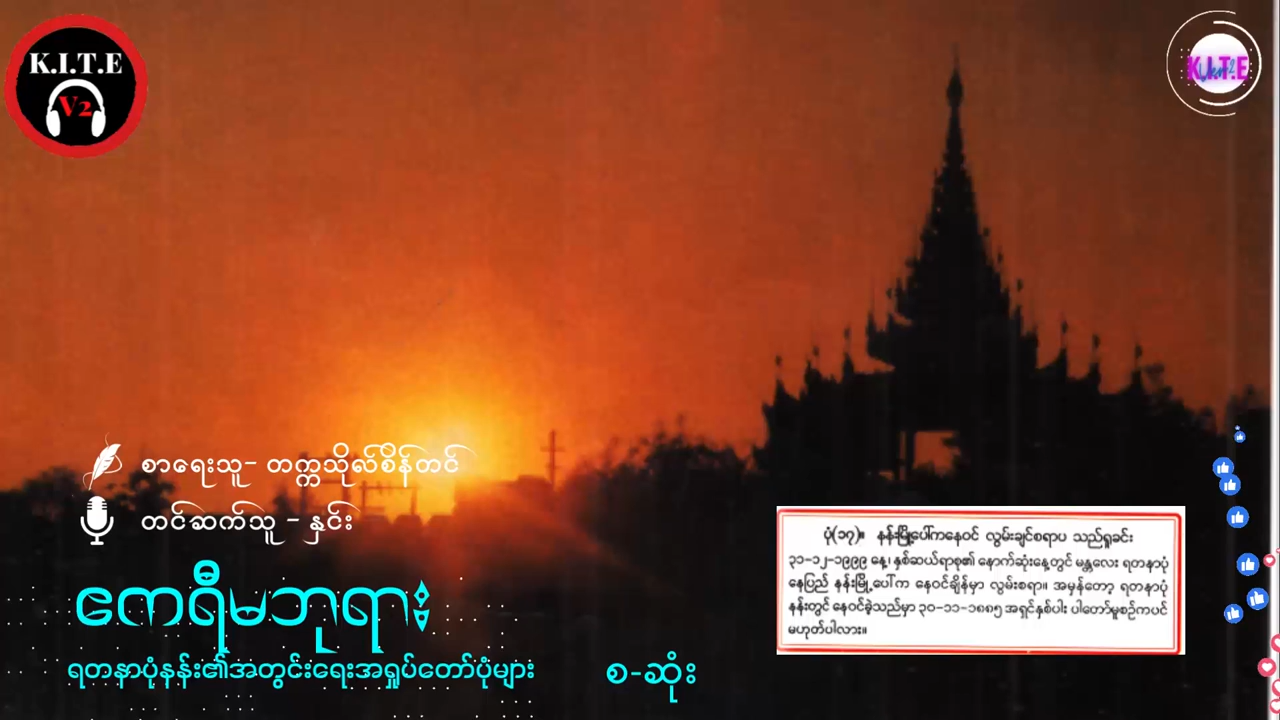 K.I.T.E
V2
K.I.T.E
စာရေးသူ- တက္ကသိုလ်စိန်တင်
တင်ဆက်သူ - နှင်း
ဧကရီမဘုရား
ရတနာပုံနန်း၏အတွင်းရေးအရှုပ်တော်ပုံများ
စ-ဆုံး
ပုံ(၁၇)။ နန်းမြို့ပေါ်ကနေဝင် လွမ်းချင်စရာပ သည်ရှုခင်း
၃၁-၁၂-၁၉၉၉ နေ့၊ နှစ်ဆယ်ရာစု၏ နောက်ဆုံးနေ့တွင် မန္တလေး ရတနာပုံ
နေပြည် နန်းမြို့ပေါ်က နေဝင်ချိန်မှာ လွမ်းစရာ။ အမှန်တော့ ရတနာပုံ
နန်းတွင် နေဝင်ခဲ့သည်မှာ ၃၀-၁၁-၁၈၈၅ အရှင်နှစ်ပါး ပါတော်မူစဉ်ကပင်
မဟုတ်ပါလား။